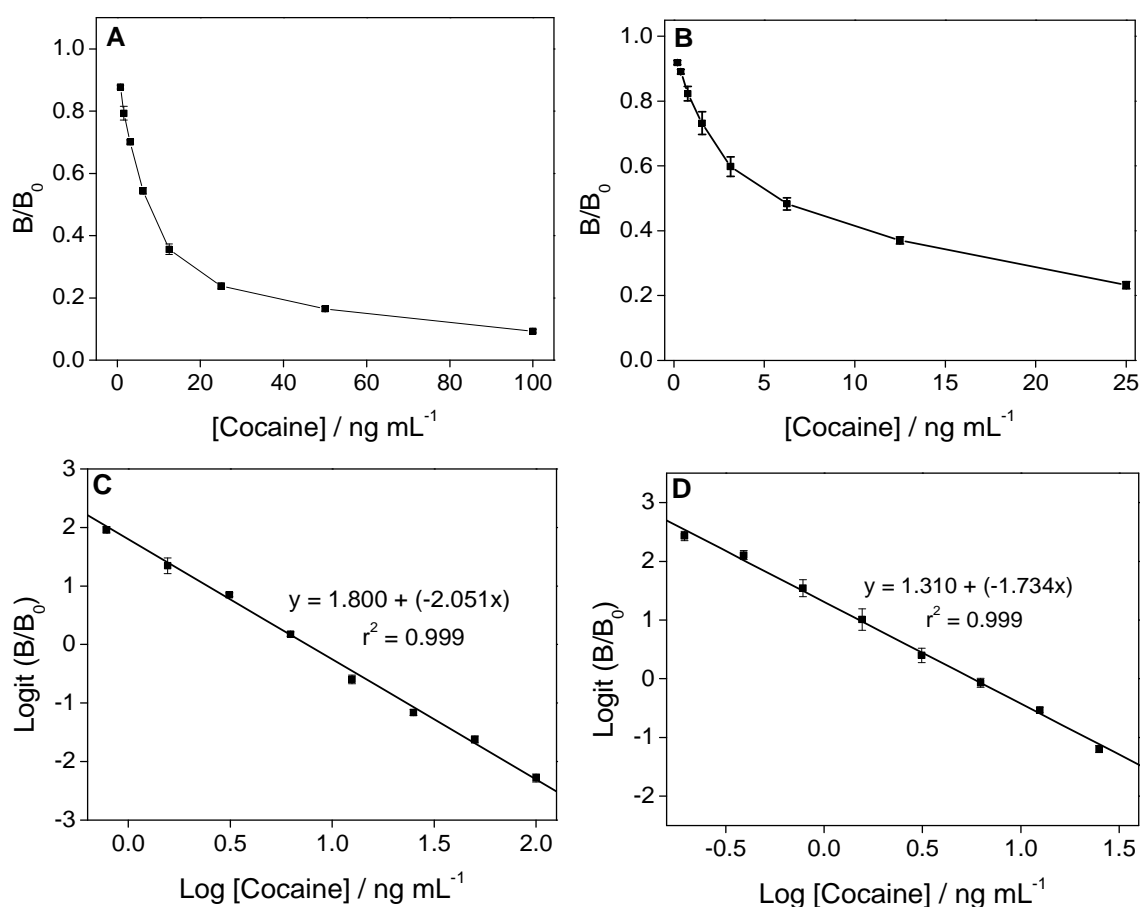 A
1.0
0.8
0.6
0.4
0.2
0.0
B/B₀
0 20 40 60 80 100
[Cocaine] / ng mL⁻¹
B
1.0
0.8
0.6
0.4
0.2
0.0
B/B₀
0 5 10 15 20 25
[Cocaine] / ng mL⁻¹
C
3
2
1
0
-1
-2
-3
Logit (B/B₀)
y = 1.800 + (-2.051x)
r² = 0.999
0.0 0.5 1.0 1.5 2.0
Log [Cocaine] / ng mL⁻¹
D
3
2
1
0
-1
-2
Logit (B/B₀)
y = 1.310 + (-1.734x)
r² = 0.999
-0.5 0.0 0.5 1.0 1.5
Log [Cocaine] / ng mL⁻¹